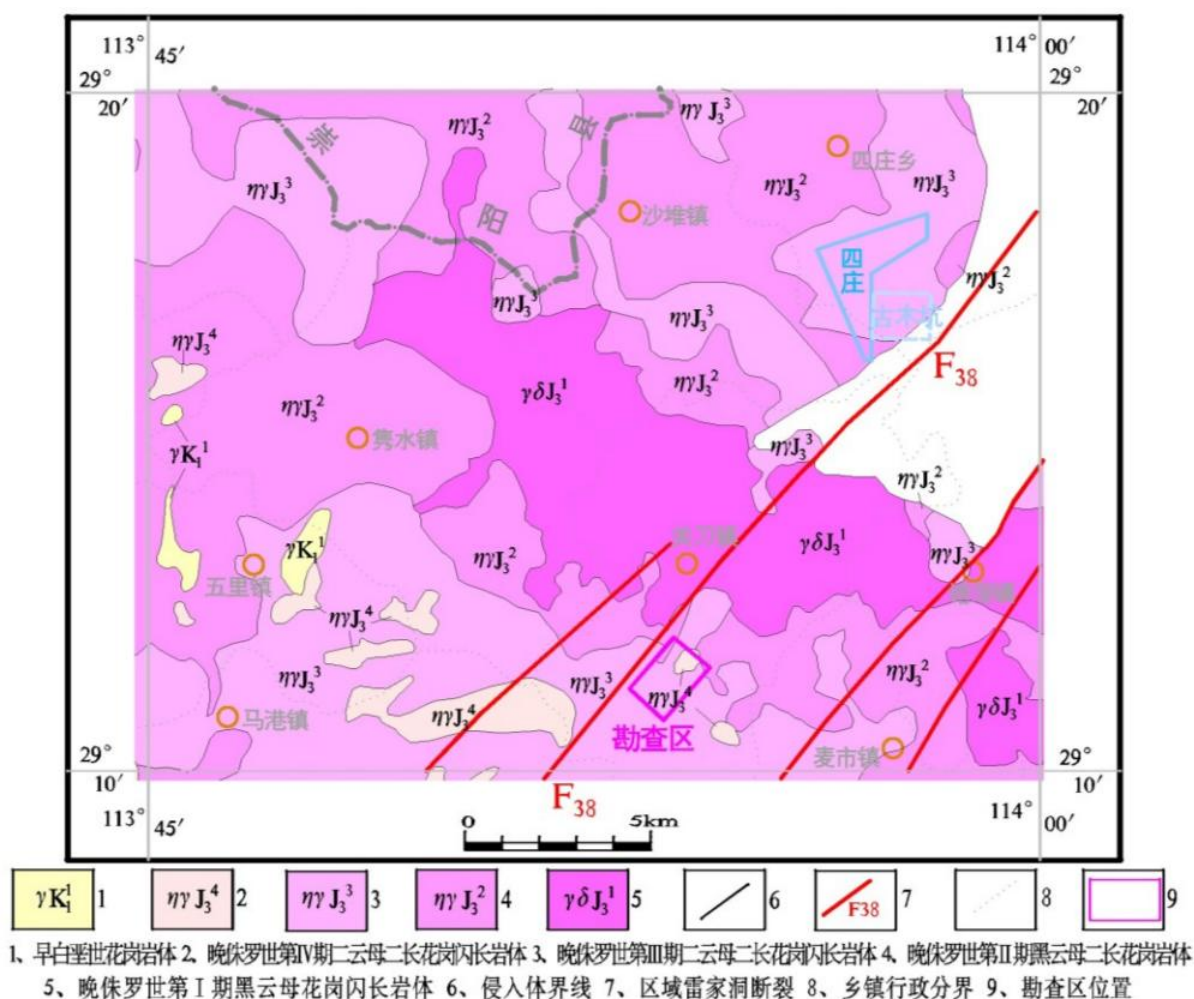 113° 45′ 114° 00′
29° 20′ 29° 20′
ηγJ₃²
县
ηγJ₃³
崇
四庄乡
ηγJ₃³
ηγJ₃²
ηγJ₃³
阳
沙堆镇
四庄
ηγJ₃²
ηγJ₃³
古木坑
ηγJ₃³
ηγJ₃⁴
F₃₈
ηγJ₃²
γδJ₃¹
ηγJ₃²
隽水镇
ηγJ₃³
γK₁¹
ηγJ₃²
γK₁¹
ηγJ₃²
γδJ₃¹
ηγJ₃³
五里镇
ηγJ₃⁴
ηγJ₃³
ηγJ₃³
ηγJ₃⁴
ηγJ₃²
马港镇
ηγJ₃⁴
γδJ₃¹
勘查区
麦市镇
29° 10′ 29° 10′
F₃₈
113° 45′ 114° 00′
0 5km
γK₁¹ 1 ηγJ₃⁴ 2 ηγJ₃³ 3 ηγJ₃² 4 γδJ₃¹ 5 6 F38 7 8 9
1、早白垩世花岗岩体 2、晚侏罗世第Ⅳ期二云母二长花岗闪长岩体 3、晚侏罗世第Ⅲ期二云母二长花岗闪长岩体 4、晚侏罗世第Ⅱ期黑云母二长花岗岩体
5、晚侏罗世第Ⅰ期黑云母花岗闪长岩体 6、侵入体界线 7、区域雷家洞断裂 8、乡镇行政分界 9、勘查区位置